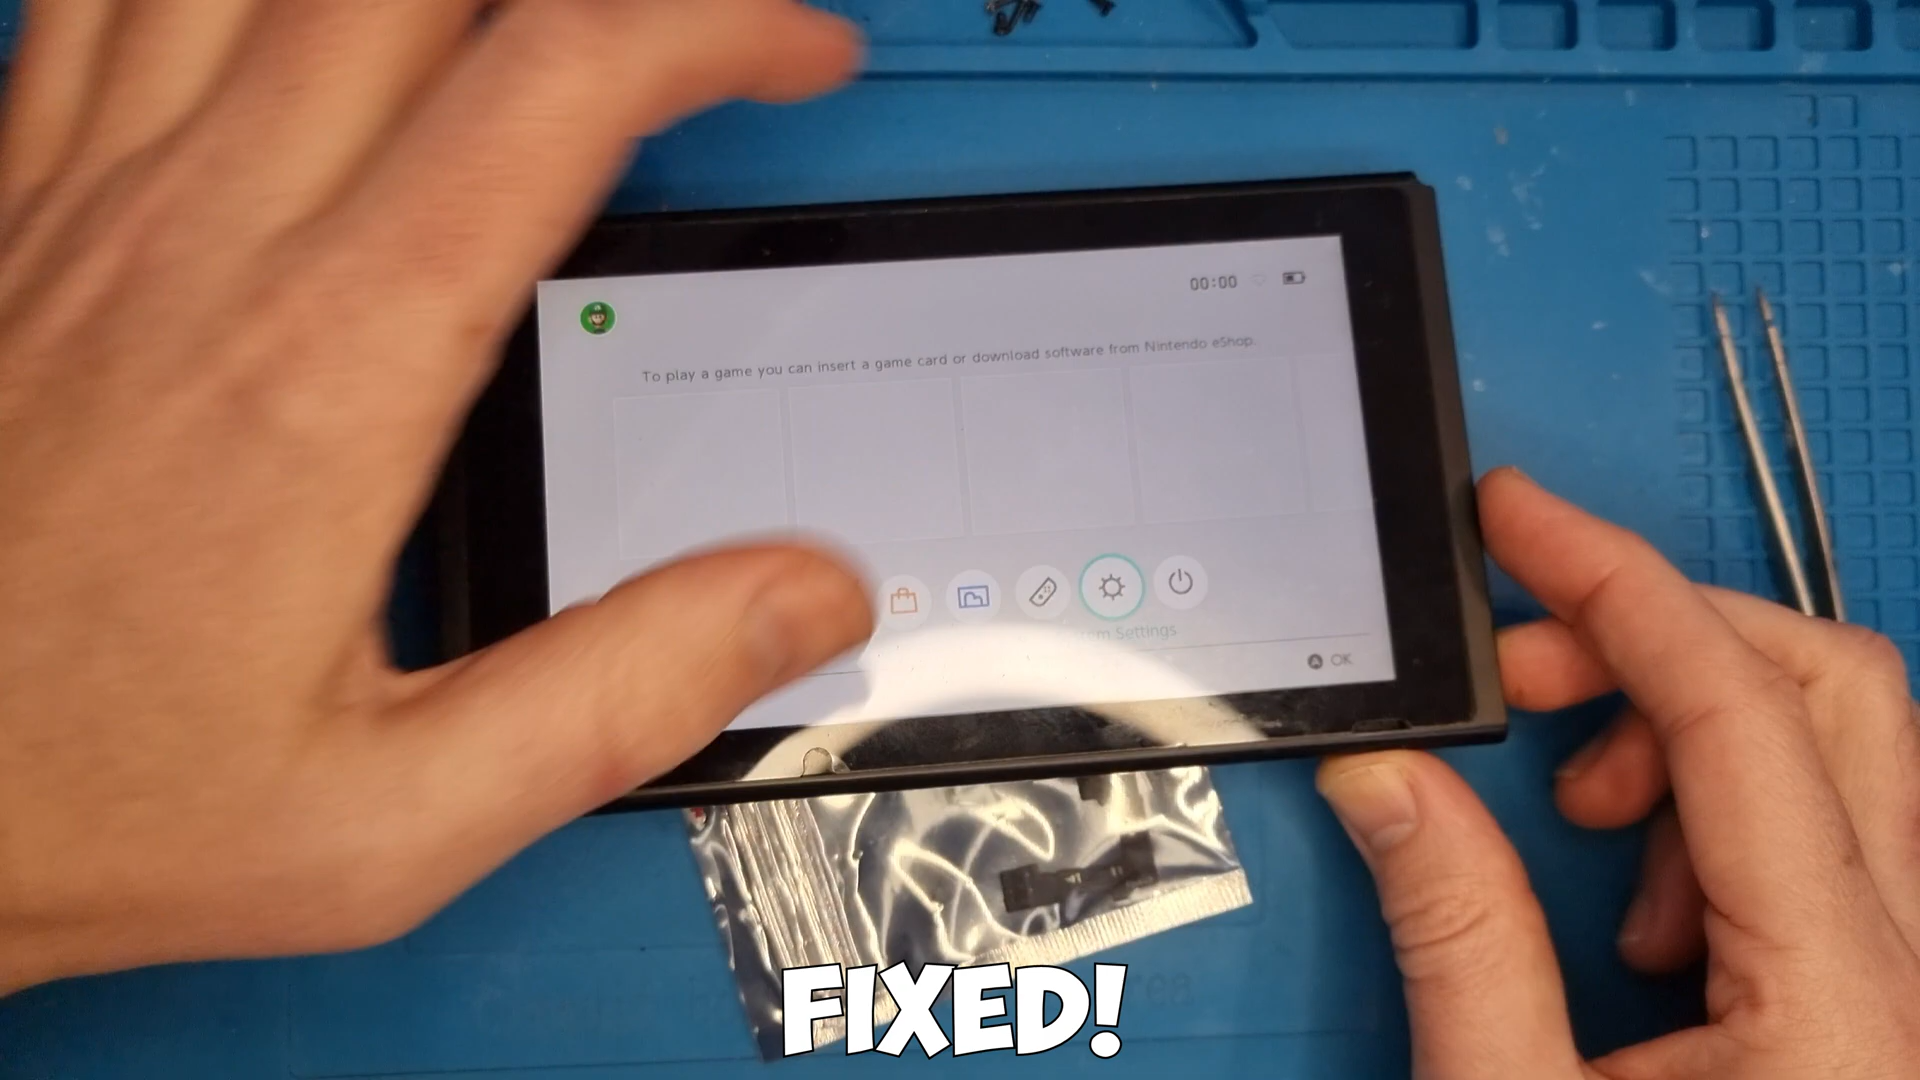 00:00
To play a game you can insert a game card or download software from Nintendo eShop.
Settings
A OK
FIXED!